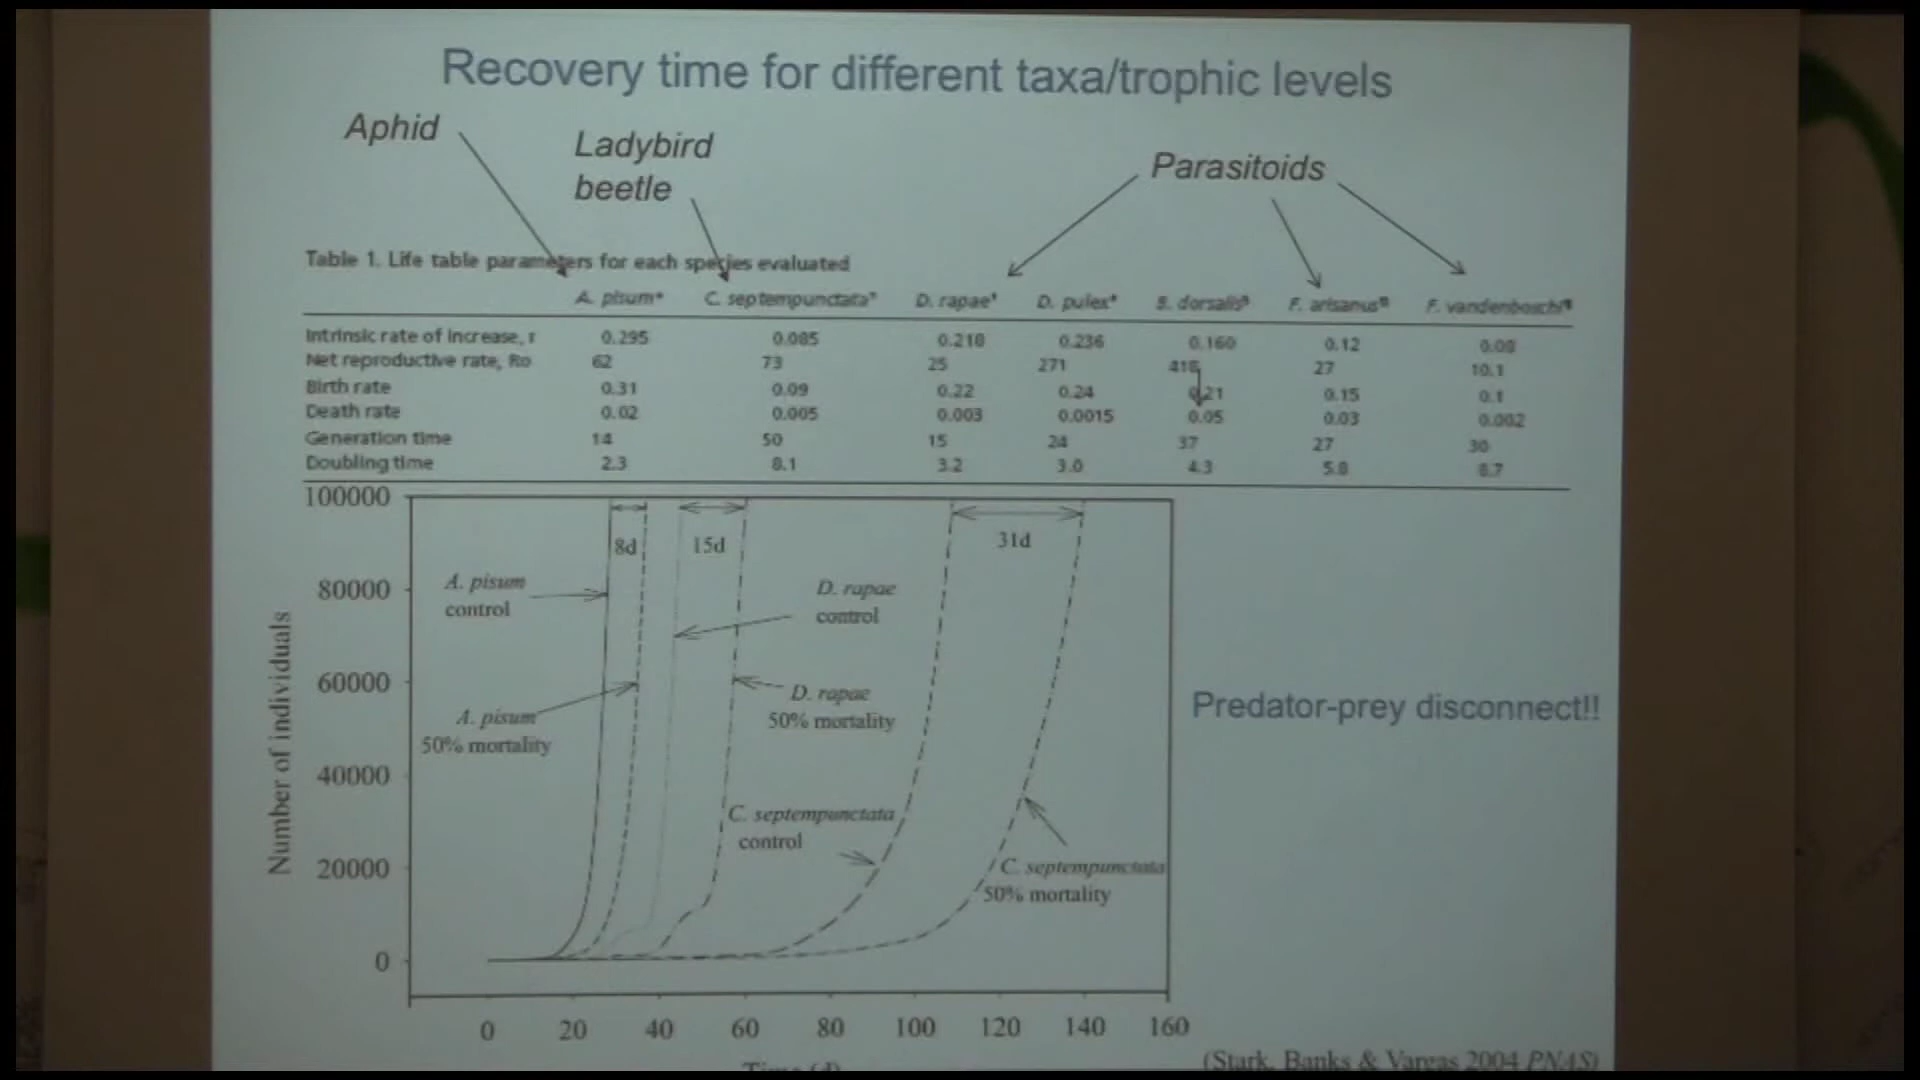 Recovery time for different taxa/trophic levels
Aphid
Ladybird
beetle
Parasitoids
Table 1. Life table parameters for each species evaluated
A. pisum* C. septempunctata† D. rapae† D. pulex* B. dorsalis§ F. arisanus¶ F. vandenboschi¶
Intrinsic rate of increase, r 0.295 0.085 0.218 0.236 0.160 0.12 0.08
Net reproductive rate, Ro 62 73 25 271 418 27 10.1
Birth rate 0.31 0.09 0.22 0.24 0.21 0.15 0.1
Death rate 0.02 0.005 0.003 0.0015 0.05 0.03 0.002
Generation time 14 50 15 24 37 27 30
Doubling time 2.3 8.1 3.2 3.0 4.3 5.8 8.7
100000
80000
60000
40000
20000
0
Number of individuals
8d
15d
31d
A. pisum
control
D. rapae
control
A. pisum
50% mortality
D. rapae
50% mortality
C. septempunctata
control
C. septempunctata
50% mortality
Predator-prey disconnect!!
0 20 40 60 80 100 120 140 160
Time (d)
(Stark, Banks & Vargas 2004 PNAS)